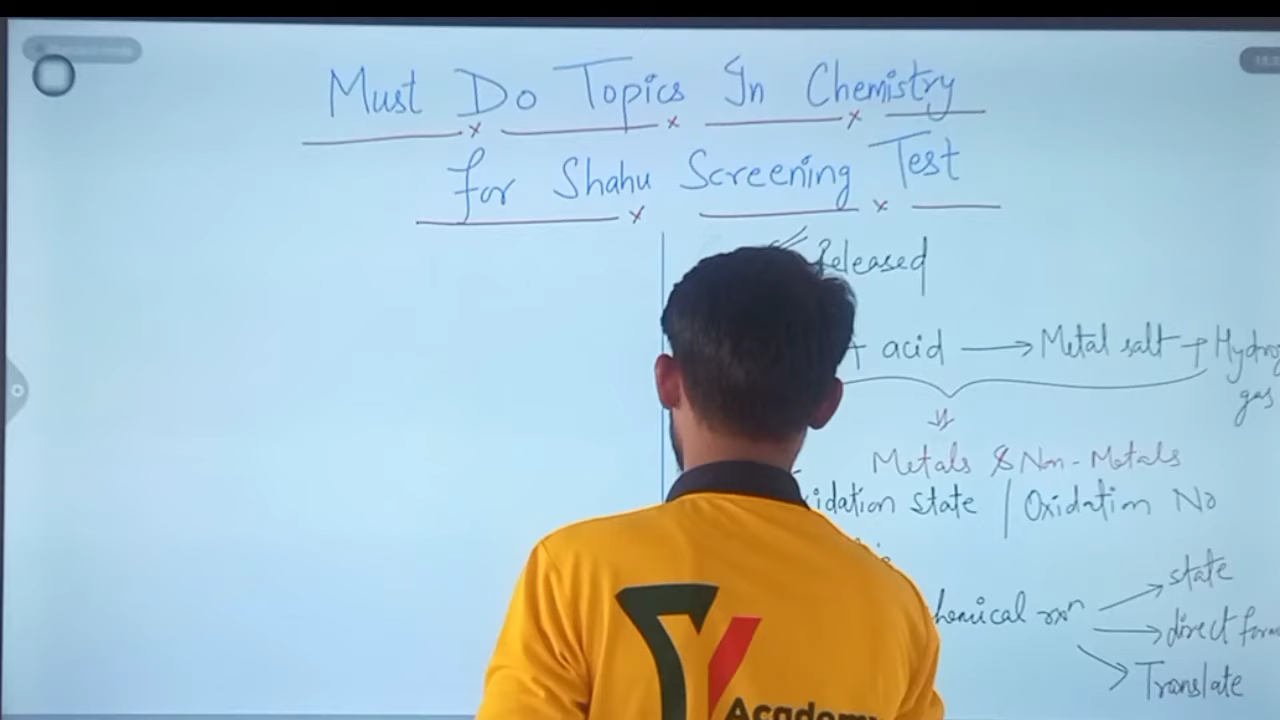 Must Do Topics In Chemistry
for Shahu Screening Test
Released
+ acid → Metal salt + Hydro
gas
Metals & Non-Metals
idation state / Oxidation No
hemical rxn
state
direct form
Translate
Y
Academy